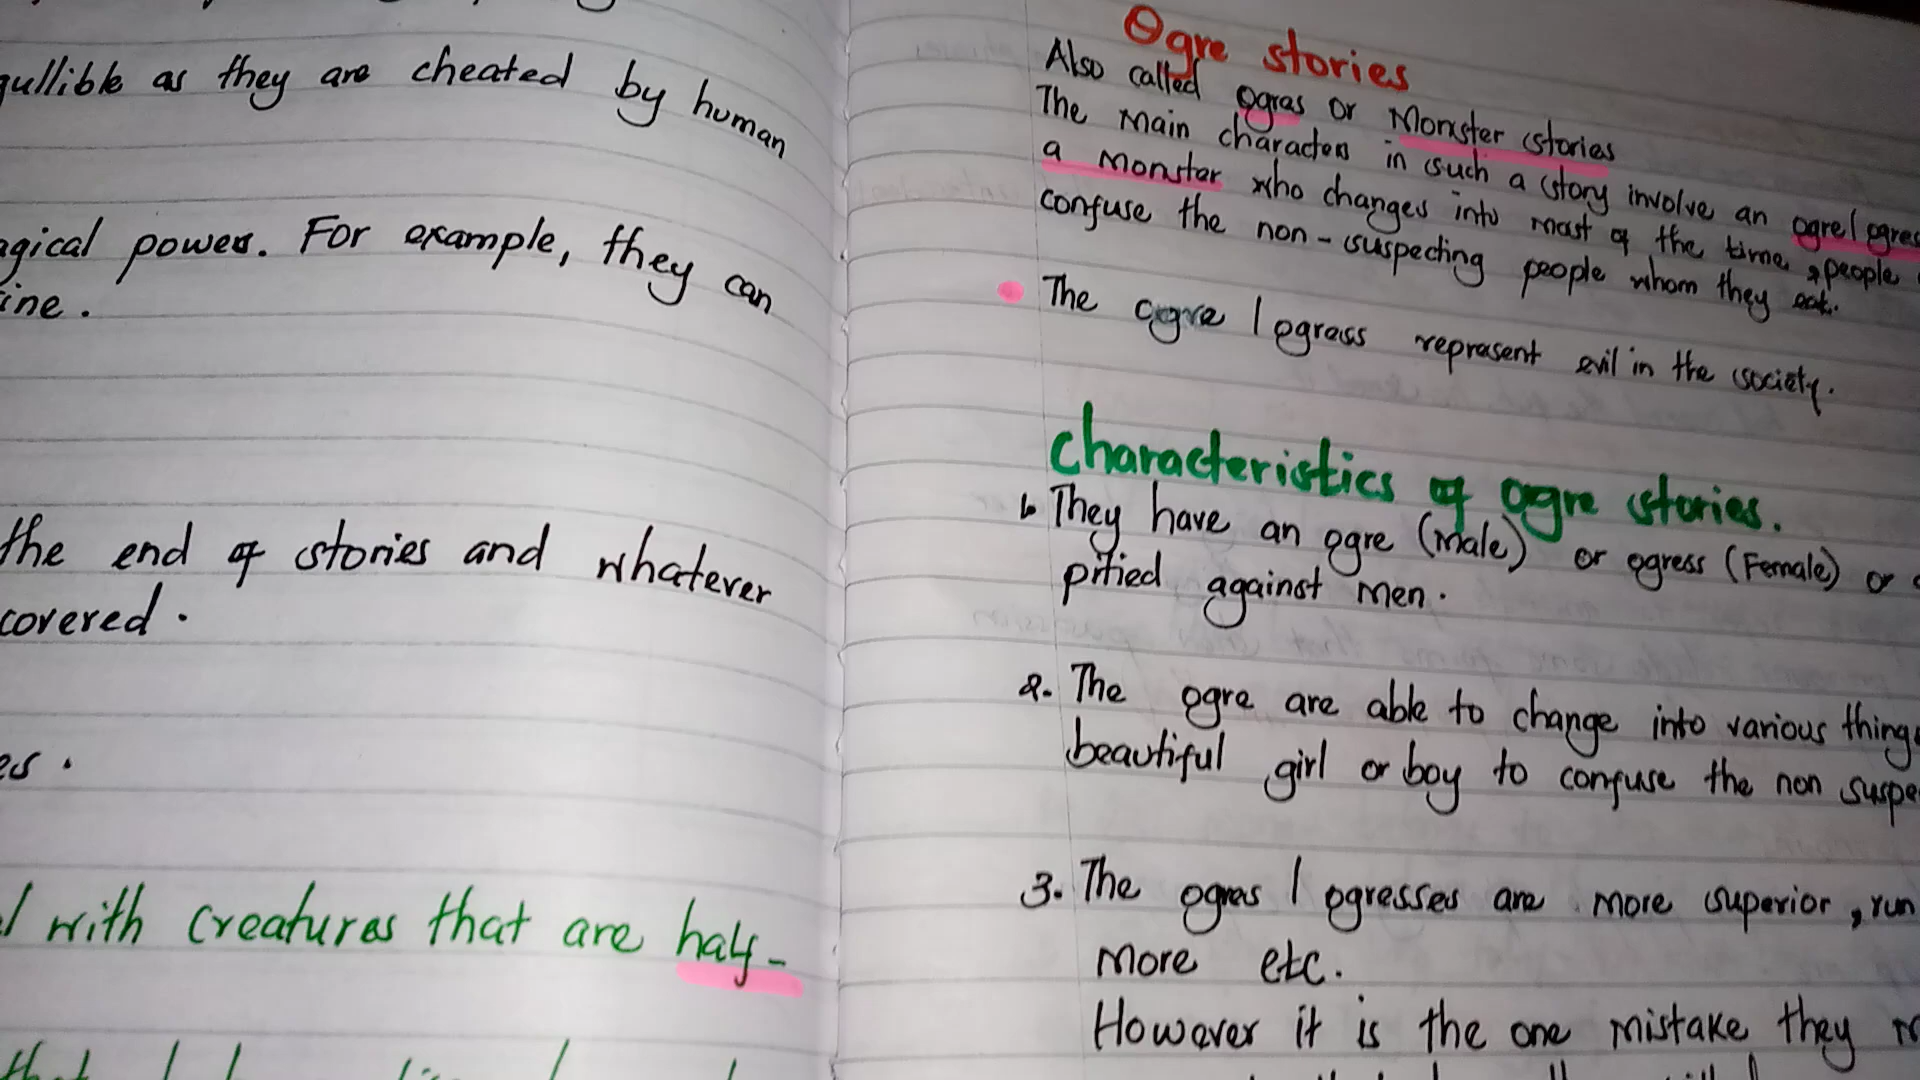 gullible as they are cheated by human
agical power. For example, they can
ine.
the end of stories and whatever
covered.
es.
with creatures that are half-
Ogre stories
Also called ogres or Monster stories
The main characters in such a story involve an ogre/ogres
a monster who changes into most of the time, people
confuse the non-suspecting people whom they eat.
The ogre / ogress represent evil in the society.
Characteristics of ogre stories.
1. They have an ogre (Male) or ogress (Female) or
pitied against men.
2. The ogre are able to change into various things
beautiful girl or boy to confuse the non suspe
3. The ogres / ogresses are more superior, run
more etc.
However it is the one mistake they